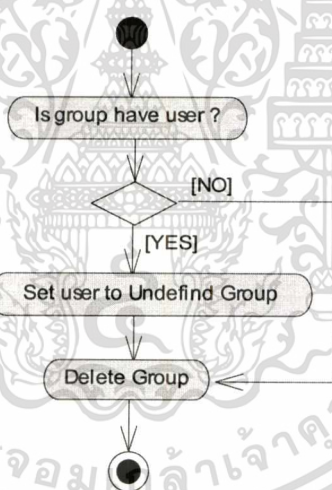 Is group have user ?
[NO]
[YES]
Set user to Undefind Group
Delete Group